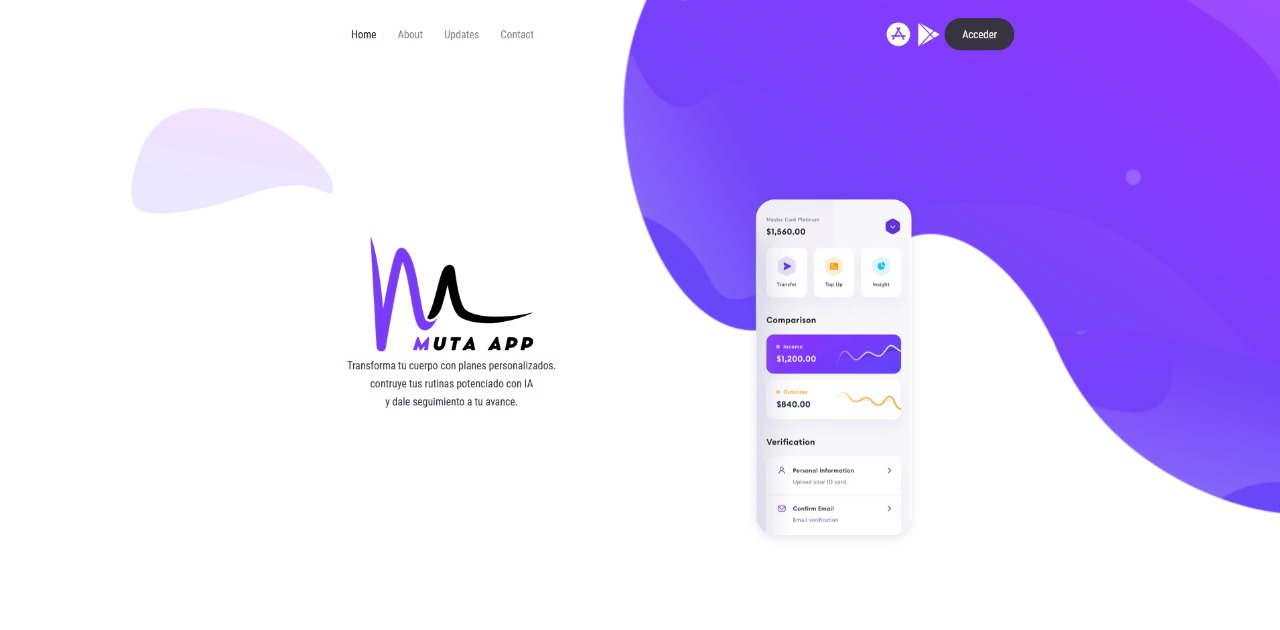 Home
About
Updates
Contact
Acceder
MUTA APP
Transforma tu cuerpo con planes personalizados.
contruye tus rutinas potenciado con IA
y dale seguimiento a tu avance.
Master Card Platinum
$1,560.00
Transfer
Top Up
Insight
Comparison
Income
$1,200.00
Outcome
$840.00
Verification
Personal Information
Upload your ID card.
Confirm Email
Email verification